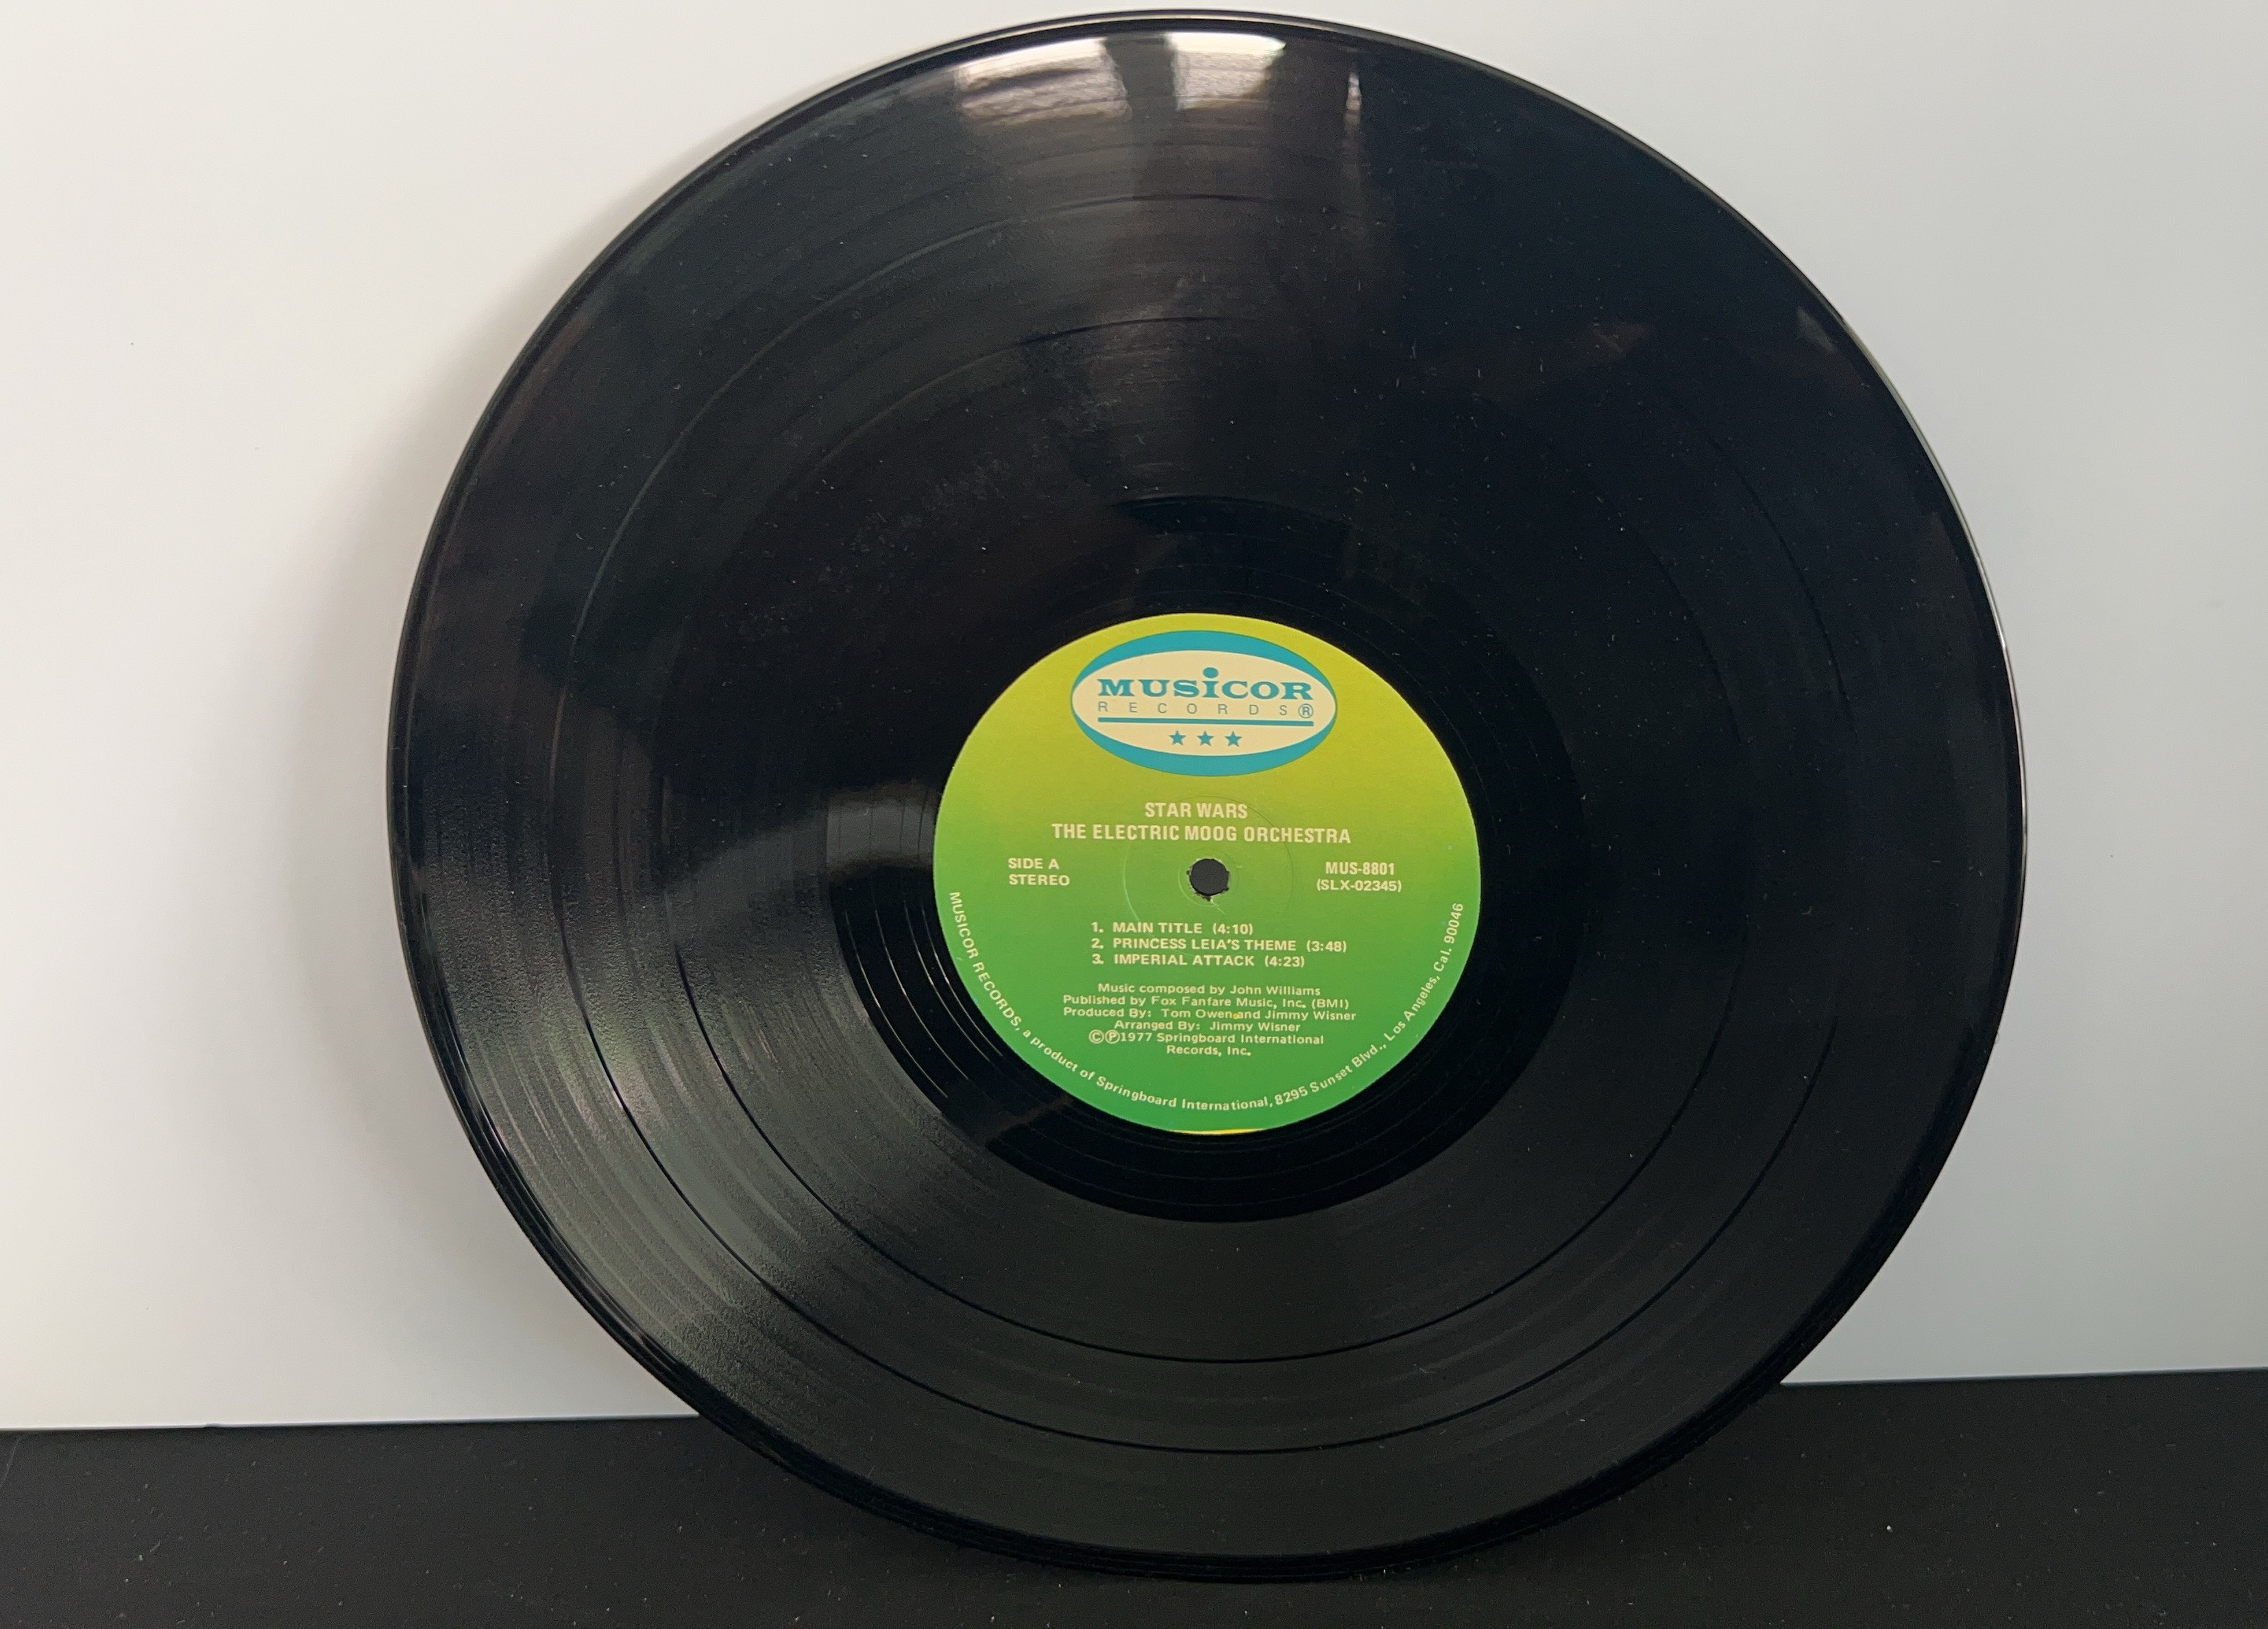 MUSiCOR
RECORDS®
★★★
STAR WARS
THE ELECTRIC MOOG ORCHESTRA
SIDE A
STEREO
MUS-8801
(SLX-02345)
1. MAIN TITLE (4:10)
2. PRINCESS LEIA'S THEME (3:48)
3. IMPERIAL ATTACK (4:23)
Music composed by John Williams
Published by Fox Fanfare Music, Inc. (BMI)
Produced By: Tom Owen and Jimmy Wisner
Arranged By: Jimmy Wisner
©℗1977 Springboard International
Records, Inc.
MUSICOR RECORDS, a product of Springboard International, 8295 Sunset Blvd., Los Angeles, Cal. 90046